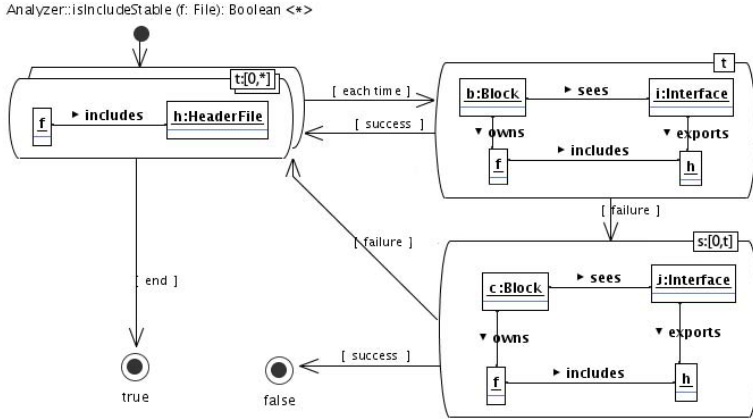 Analyzer::isIncludeStable (f: File): Boolean <*>
t:[0,*]
f
▶ includes
h:HeaderFile
[ each time ]
[ success ]
t
b:Block
▶ sees
i:Interface
▼ owns
▼ exports
f
▶ includes
h
[ failure ]
[ failure ]
s:[0,t]
c:Block
▶ sees
j:Interface
▼ owns
▼ exports
f
▶ includes
h
[ end ]
[ success ]
true
false